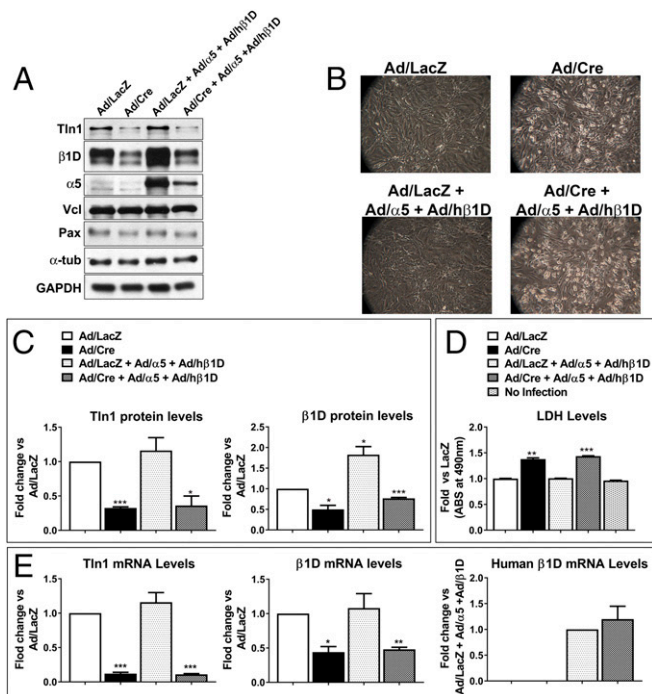 A
Ad/LacZ
Ad/Cre
Ad/LacZ + Ad/α5 + Ad/hβ1D
Ad/Cre + Ad/α5 +Ad/hβ1D
Tln1
β1D
α5
Vcl
Pax
α-tub
GAPDH
B
Ad/LacZ
Ad/Cre
Ad/LacZ +
Ad/α5 + Ad/hβ1D
Ad/Cre +
Ad/α5 + Ad/hβ1D
C
Ad/LacZ
Ad/Cre
Ad/LacZ + Ad/α5 + Ad/hβ1D
Ad/Cre + Ad/α5 + Ad/hβ1D
Tln1 protein levels
Fold change vs
Ad/LacZ
1.5
1.0
0.5
0.0
***
*
β1D protein levels
Fold change vs
Ad/LacZ
2.5
2.0
1.5
1.0
0.5
0.0
*
*
***
D
Ad/LacZ
Ad/Cre
Ad/LacZ + Ad/α5 + Ad/hβ1D
Ad/Cre + Ad/α5 + Ad/hβ1D
No Infection
LDH Levels
Fold vs LacZ
(ABS at 490nm)
2.0
1.5
1.0
0.5
0.0
**
***
E
Tln1 mRNA Levels
Flod change vs
Ad/LacZ
1.5
1.0
0.5
0.0
***
***
β1D mRNA levels
Flod change vs
Ad/LacZ
1.5
1.0
0.5
0.0
*
**
Human β1D mRNA Levels
Fold change vs
Ad/LacZ + Ad/α5 +Ad/β1D
2.0
1.5
1.0
0.5
0.0